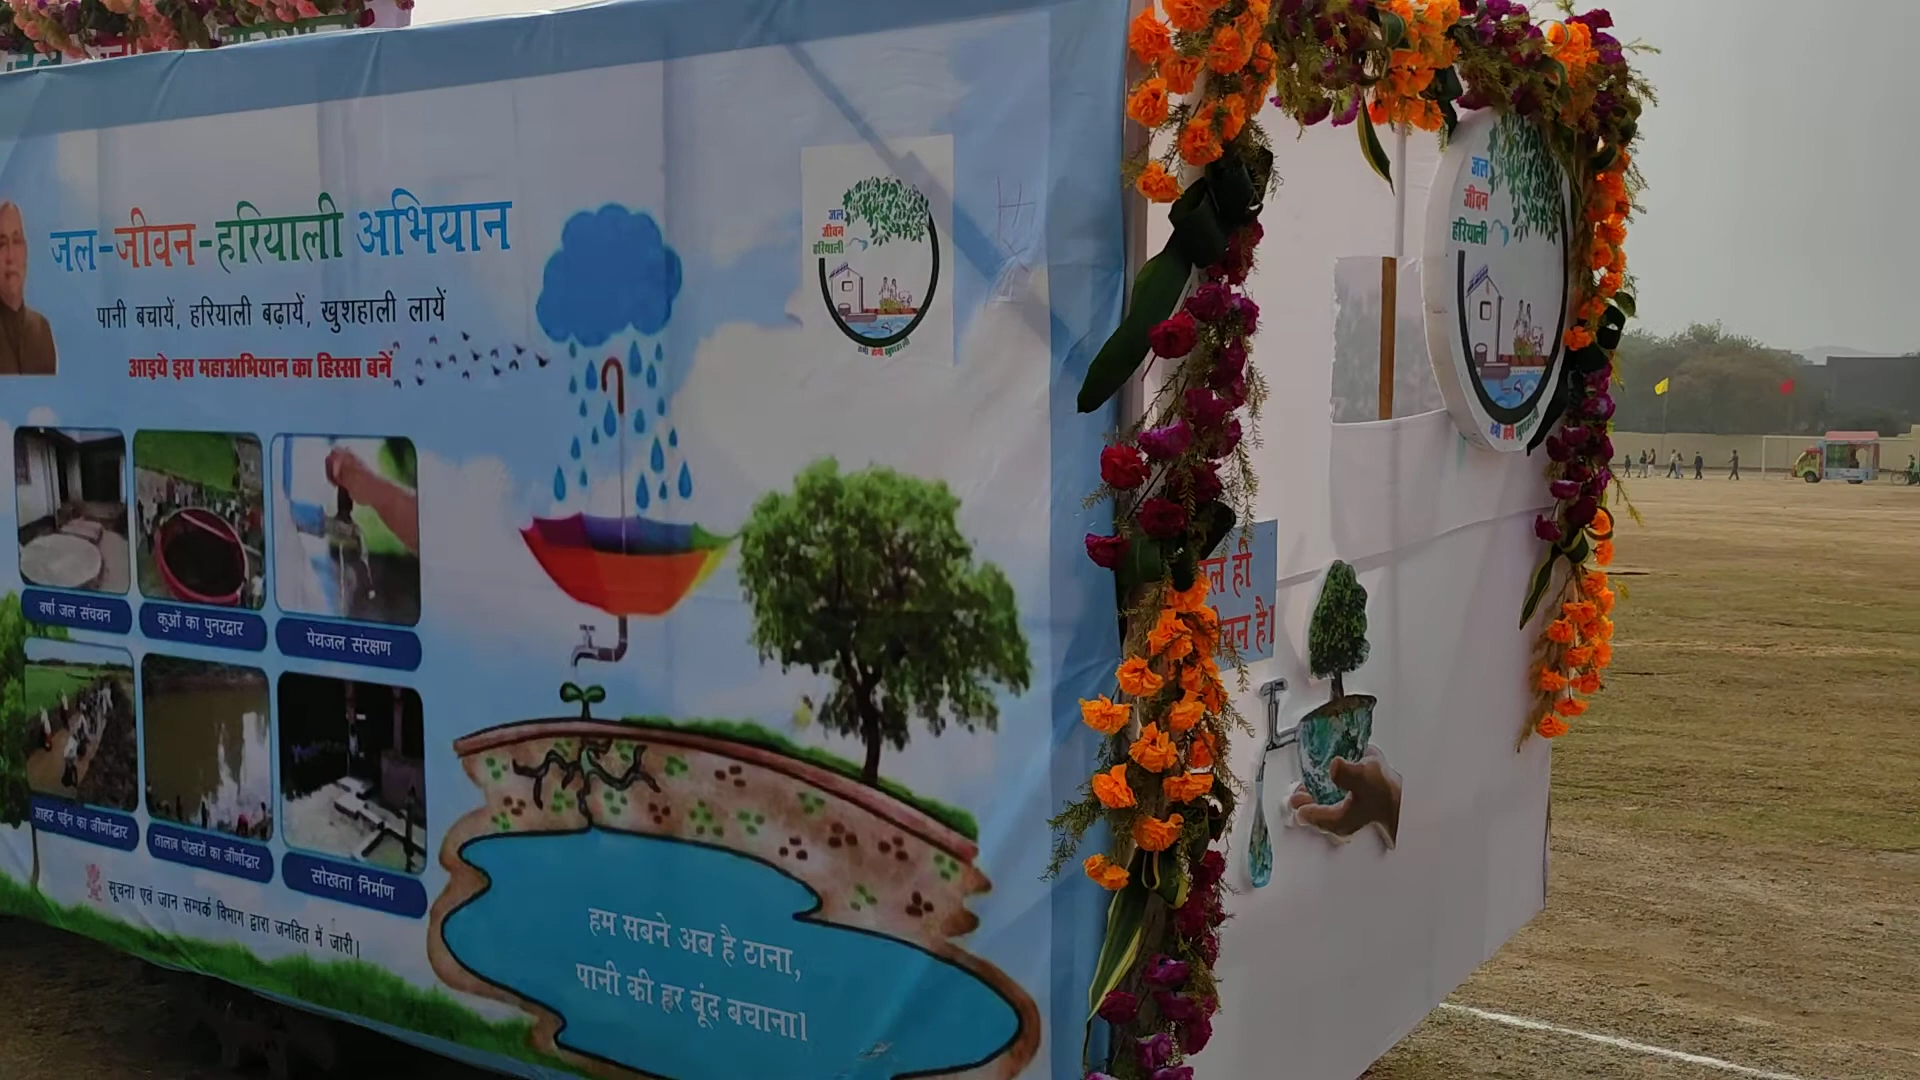 जल-जीवन-हरियाली अभियान
पानी बचायें, हरियाली बढ़ायें, खुशहाली लायें
आइये इस महाअभियान का हिस्सा बनें
जल
जीवन
हरियाली
वर्षा जल संचयन
कुओं का पुनरद्वार
पेयजल संरक्षण
आहर पईन का जीर्णोद्धार
तालाब पोखरों का जीर्णोद्धार
सोखता निर्माण
सूचना एवं जान सम्पर्क विभाग द्वारा जनहित में जारी।
हम सबने अब है ठाना,
पानी की हर बूंद बचाना।
जल
जीवन
हरियाली
ही
है।